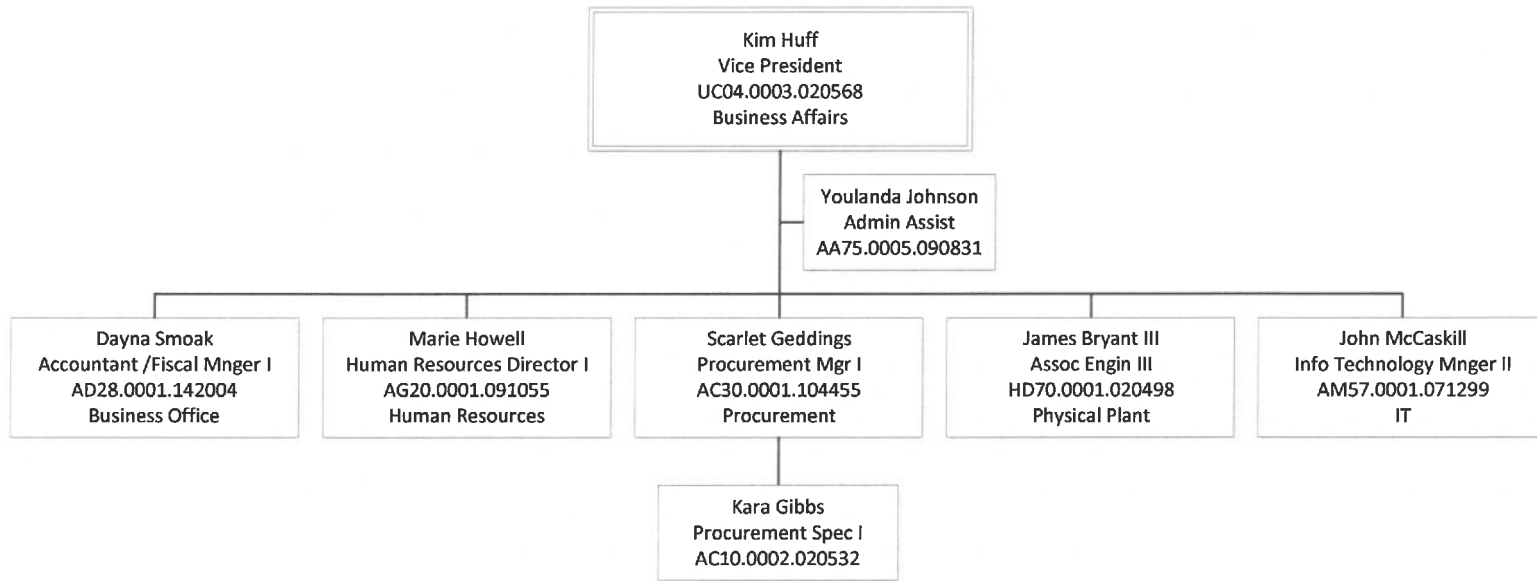 Kim Huff
Vice President
UC04.0003.020568
Business Affairs
Youlanda Johnson
Admin Assist
AA75.0005.090831
Dayna Smoak
Accountant /Fiscal Mnger I
AD28.0001.142004
Business Office
Marie Howell
Human Resources Director I
AG20.0001.091055
Human Resources
Scarlet Geddings
Procurement Mgr I
AC30.0001.104455
Procurement
James Bryant III
Assoc Engin III
HD70.0001.020498
Physical Plant
John McCaskill
Info Technology Mnger II
AM57.0001.071299
IT
Kara Gibbs
Procurement Spec I
AC10.0002.020532